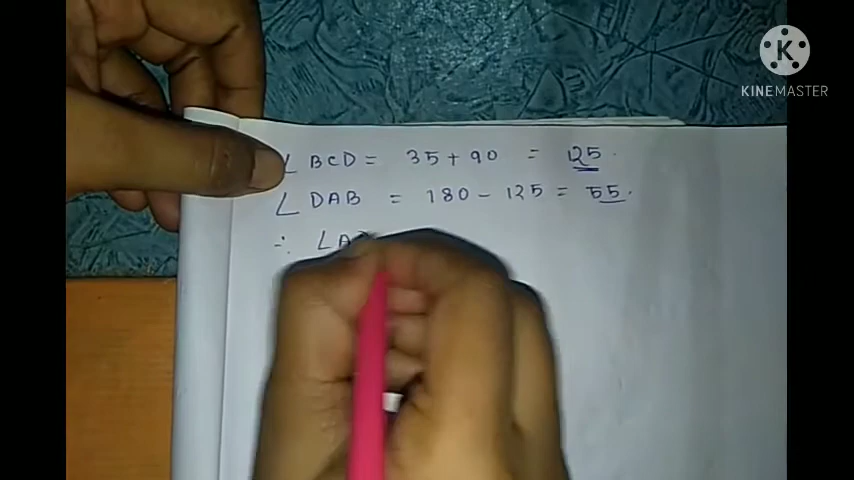 K
KINEMASTER
∠ BCD = 35 + 90 = 125.
∠ DAB = 180 - 125 = 55.
∴ ∠A